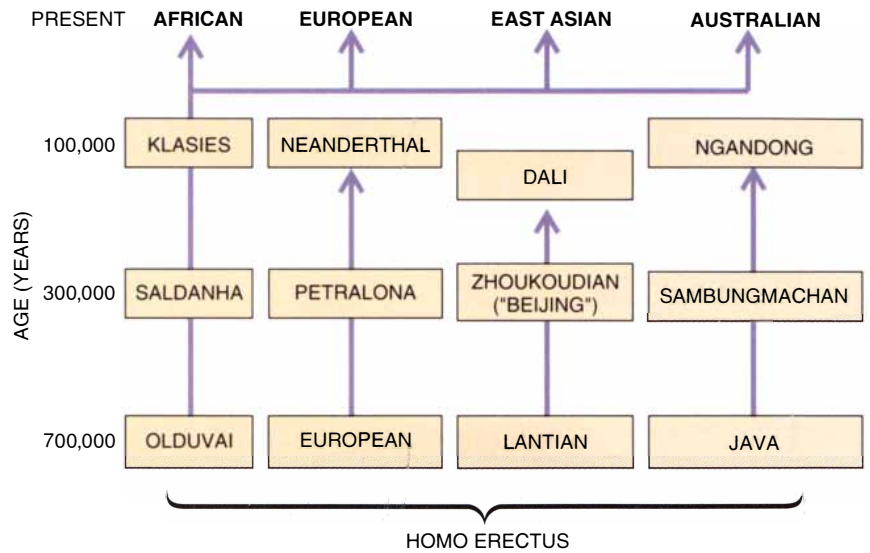 PRESENT AFRICAN EUROPEAN EAST ASIAN AUSTRALIAN
100,000 KLASIES NEANDERTHAL DALI NGANDONG
AGE (YEARS)
300,000 SALDANHA PETRALONA ZHOUKOUDIAN
("BEIJING") SAMBUNGMACHAN
700,000 OLDUVAI EUROPEAN LANTIAN JAVA
HOMO ERECTUS